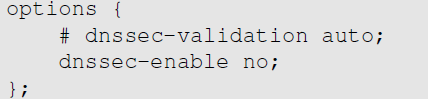 options {
    # dnssec-validation auto;
    dnssec-enable no;
};